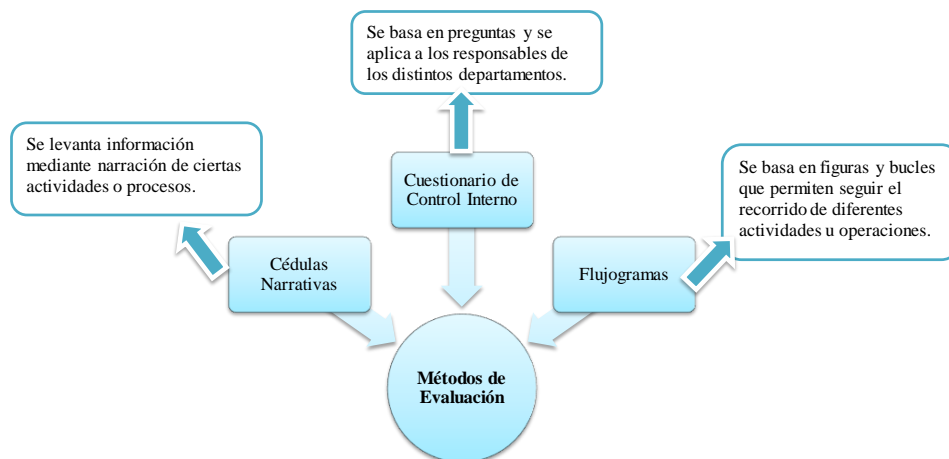 Se basa en preguntas y se
aplica a los responsables de
los distintos departamentos.
Se levanta información
mediante narración de ciertas
actividades o procesos.
Cuestionario de
Control Interno
Se basa en figuras y bucles
que permiten seguir el
recorrido de diferentes
actividades u operaciones.
Cédulas
Narrativas
Flujogramas
Métodos de
Evaluación